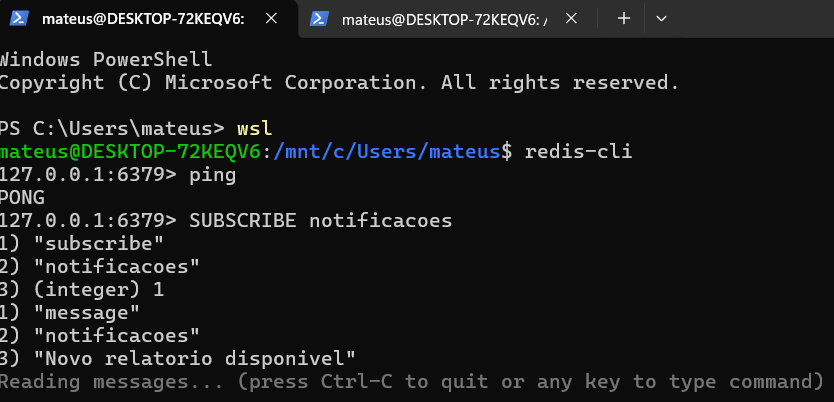 mateus@DESKTOP-72KEQV6:
mateus@DESKTOP-72KEQV6: /
Windows PowerShell
Copyright (C) Microsoft Corporation. All rights reserved.
PS C:\Users\mateus> wsl
mateus@DESKTOP-72KEQV6:/mnt/c/Users/mateus$ redis-cli
127.0.0.1:6379> ping
PONG
127.0.0.1:6379> SUBSCRIBE notificacoes
1) "subscribe"
2) "notificacoes"
3) (integer) 1
1) "message"
2) "notificacoes"
3) "Novo relatorio disponivel"
Reading messages... (press Ctrl-C to quit or any key to type command)